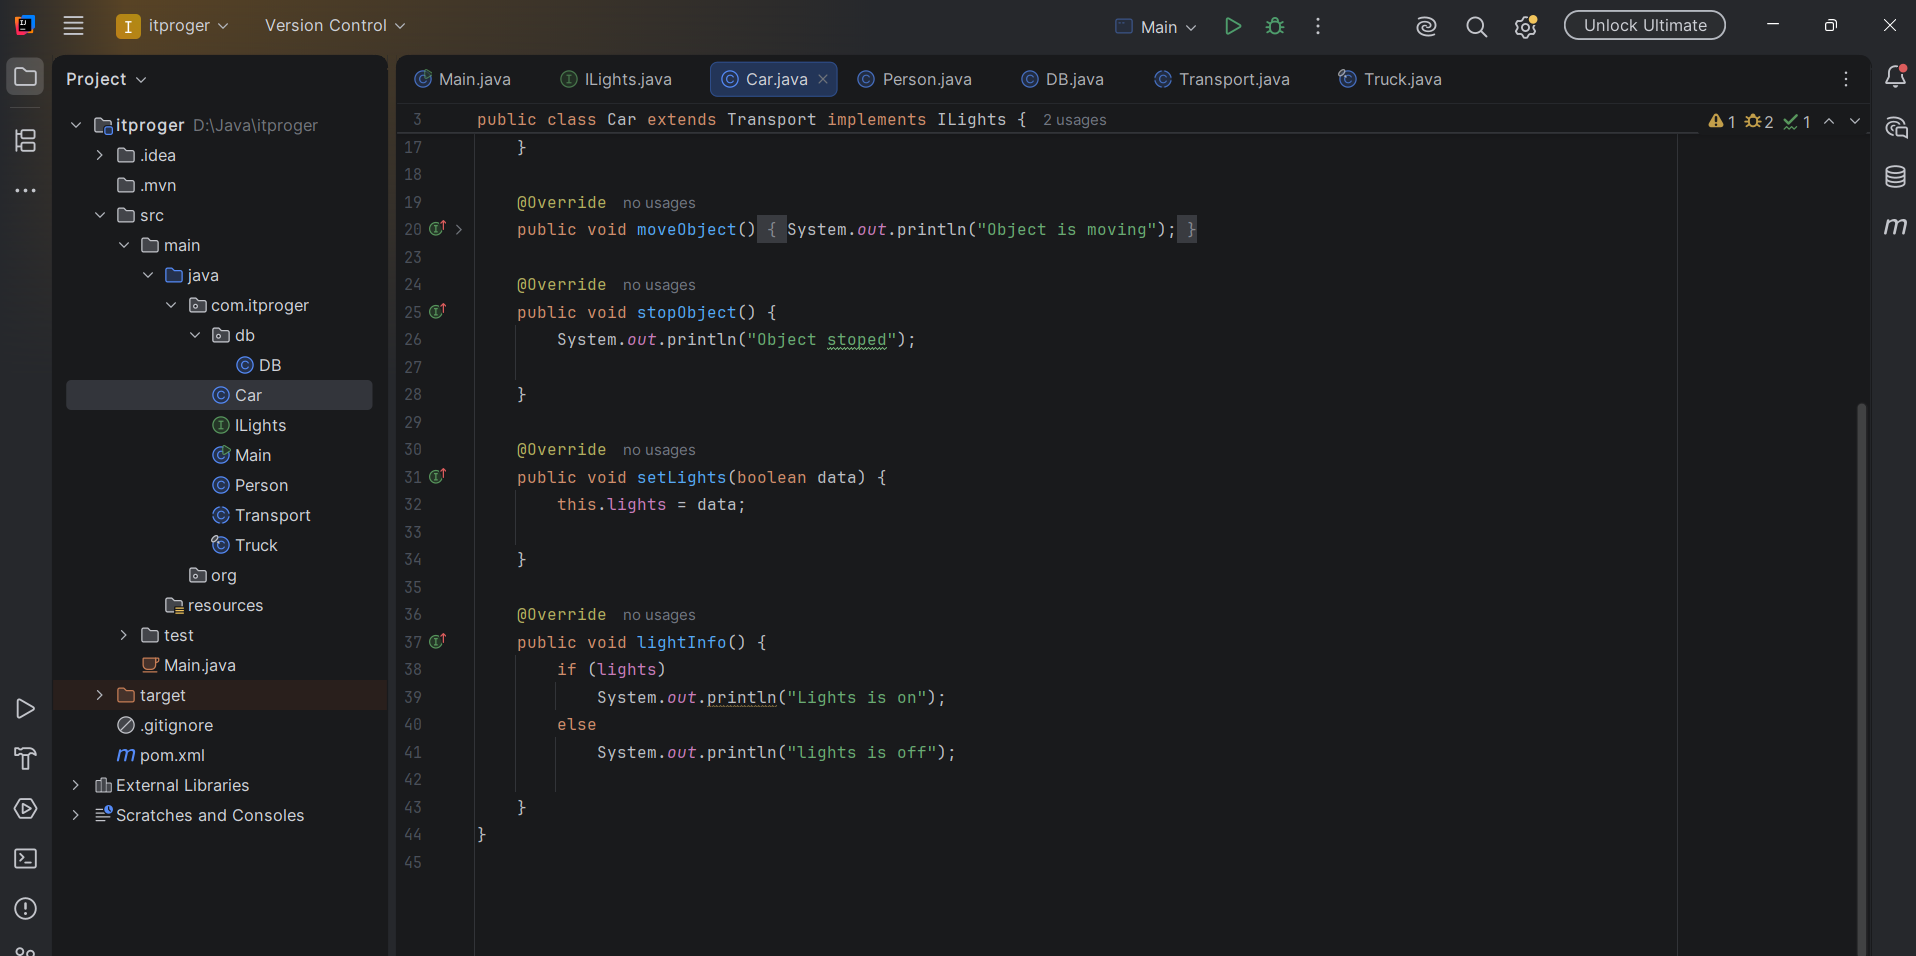 itproger
Version Control
Main
Unlock Ultimate
Project
Main.java
ILights.java
Car.java
Person.java
DB.java
Transport.java
Truck.java
itproger D:\Java\itproger
.idea
.mvn
src
main
java
com.itproger
db
DB
Car
ILights
Main
Person
Transport
Truck
org
resources
test
Main.java
target
.gitignore
pom.xml
External Libraries
Scratches and Consoles
3 public class Car extends Transport implements ILights { 2 usages
1 2 1
17 }
18
19 @Override no usages
20 public void moveObject() { System.out.println("Object is moving"); }
23
24 @Override no usages
25 public void stopObject() {
26 System.out.println("Object stoped");
27
28 }
29
30 @Override no usages
31 public void setLights(boolean data) {
32 this.lights = data;
33
34 }
35
36 @Override no usages
37 public void lightInfo() {
38 if (lights)
39 System.out.println("Lights is on");
40 else
41 System.out.println("lights is off");
42
43 }
44 }
45